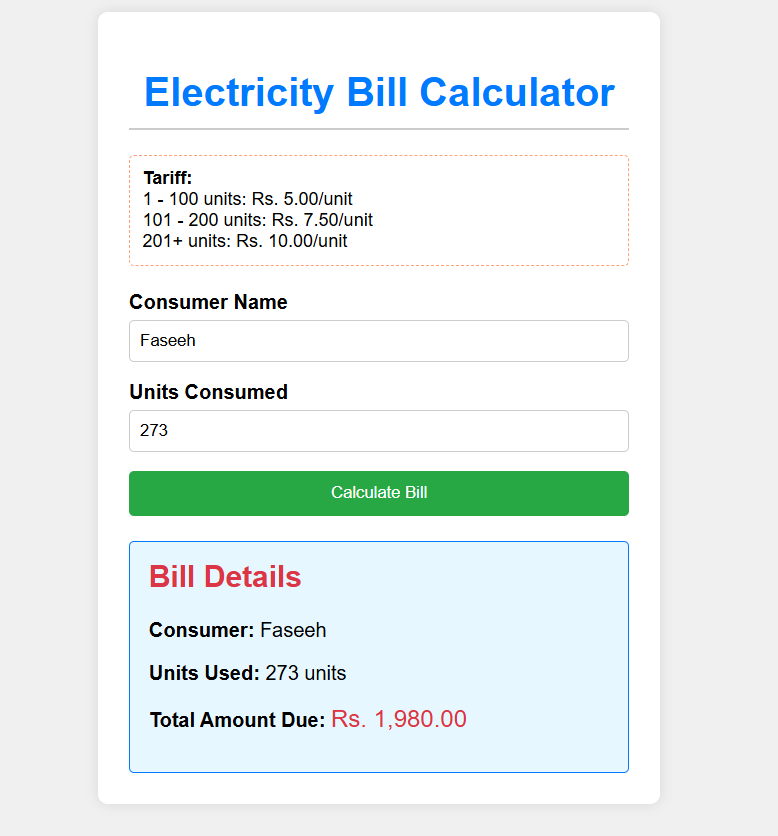 Electricity Bill Calculator
Tariff:
1 - 100 units: Rs. 5.00/unit
101 - 200 units: Rs. 7.50/unit
201+ units: Rs. 10.00/unit
Consumer Name
Faseeh
Units Consumed
273
Calculate Bill
Bill Details
Consumer: Faseeh
Units Used: 273 units
Total Amount Due: Rs. 1,980.00